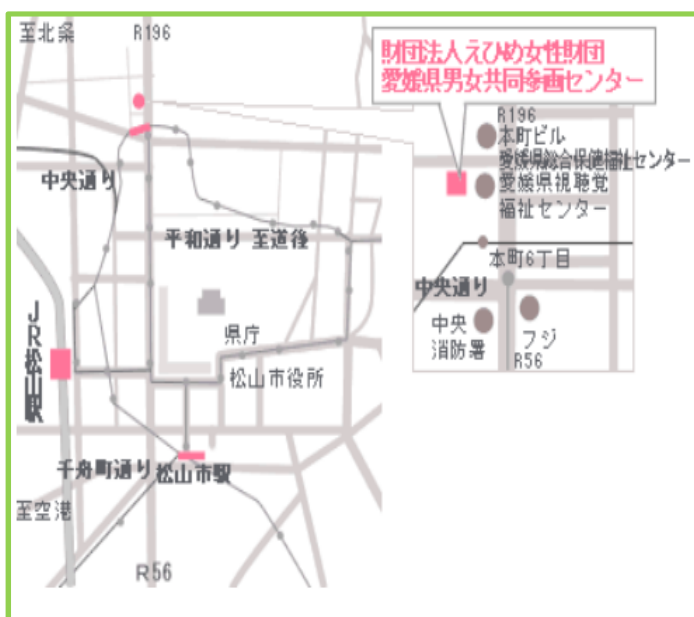 至北条
R196
中央通り
平和通り 至道後
県庁
松山市役所
JR松山駅
千舟町通り
松山市駅
至空港
R56
財団法人えひめ女性財団
愛媛県男女共同参画センター
R196
本町ビル
愛媛県総合保健福祉センター
愛媛県視聴覚
福祉センター
本町6丁目
中央通り
中央
消防署
フジ
R56